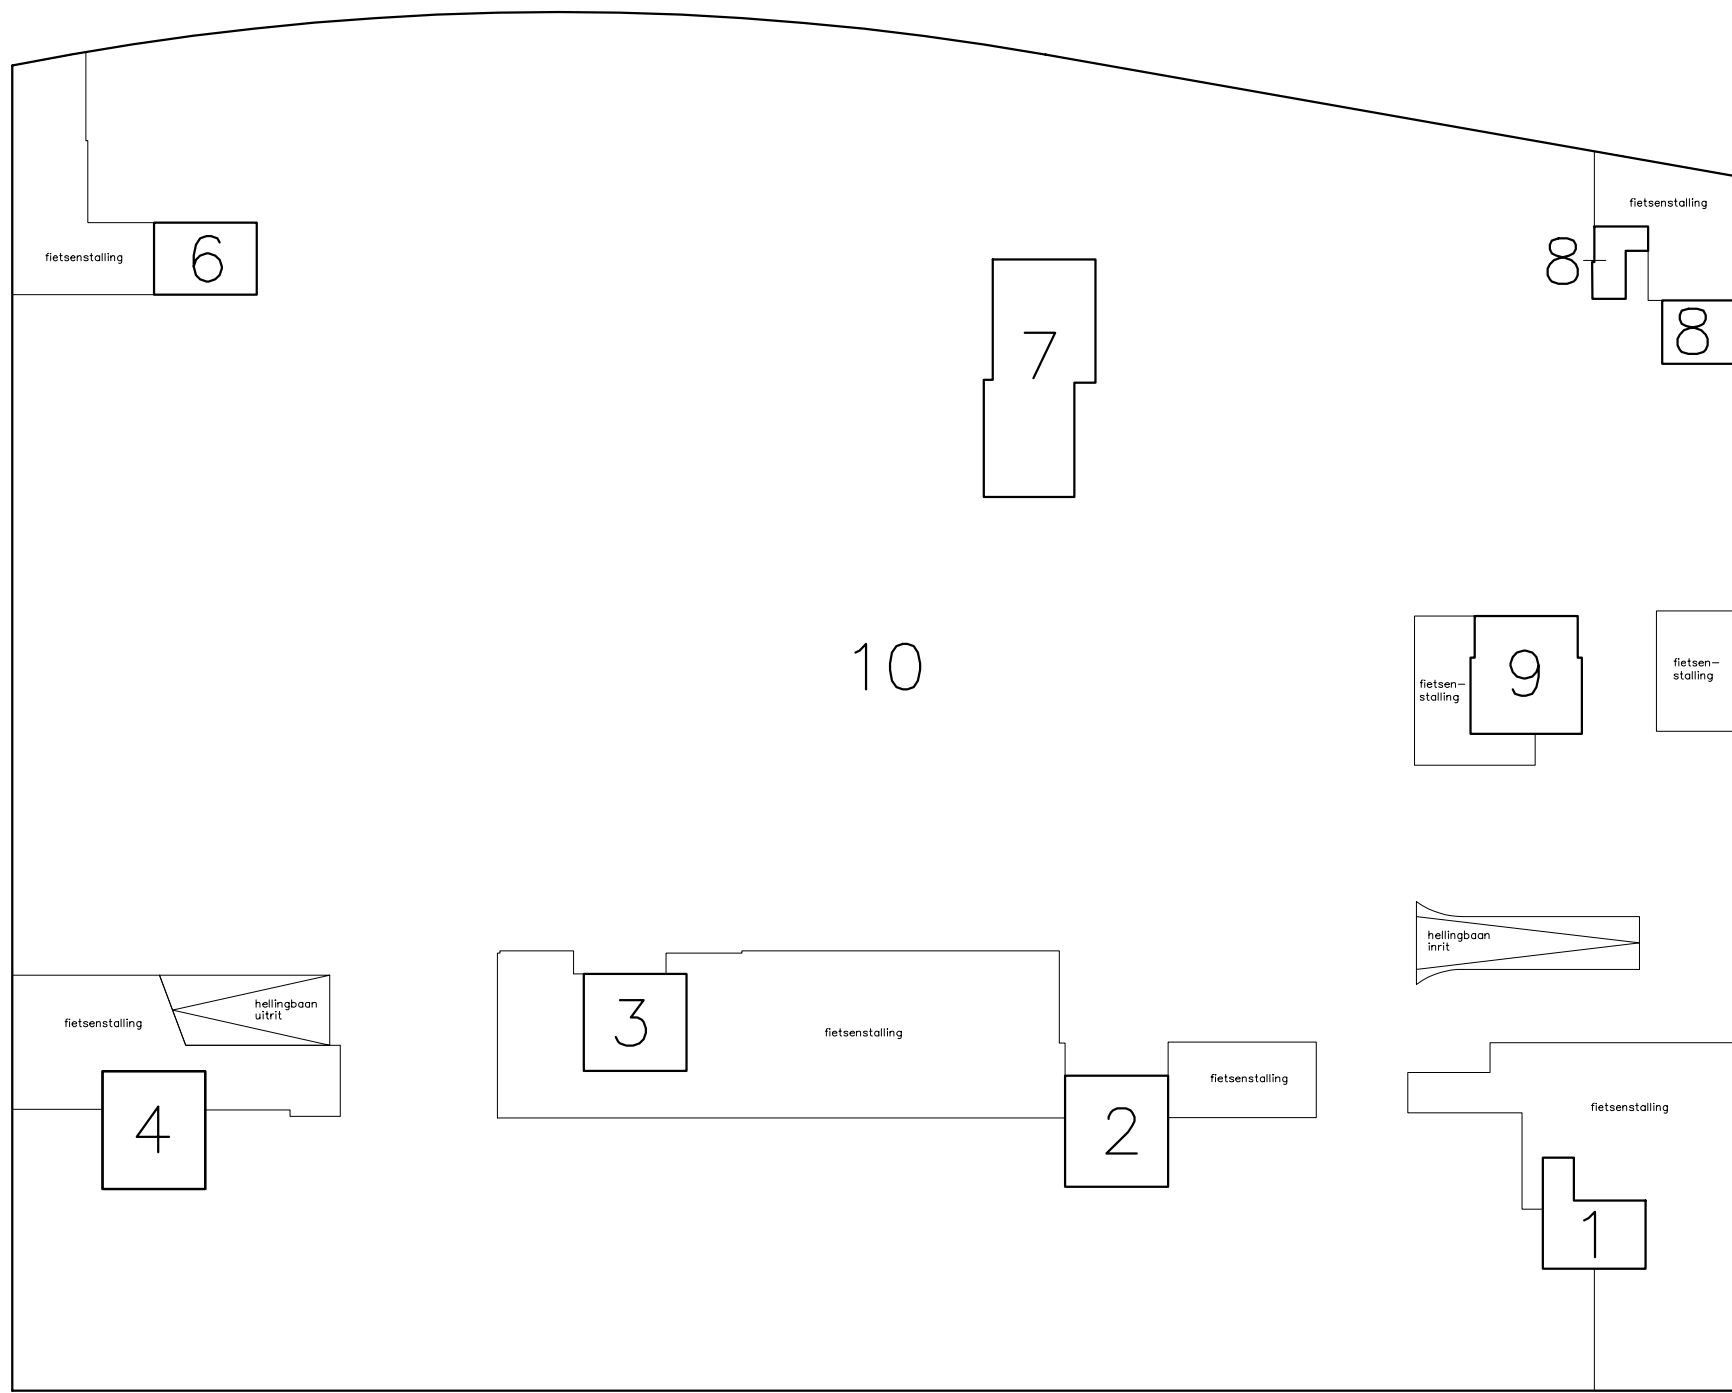 fietsenstalling
6
fietsenstalling
8
7
8
10
9
fietsen-
stalling
fietsen-
stalling
hellingbaan
inrit
hellingbaan
uitrit
fietsenstalling
3
fietsenstalling
fietsenstalling
fietsenstalling
4
2
1